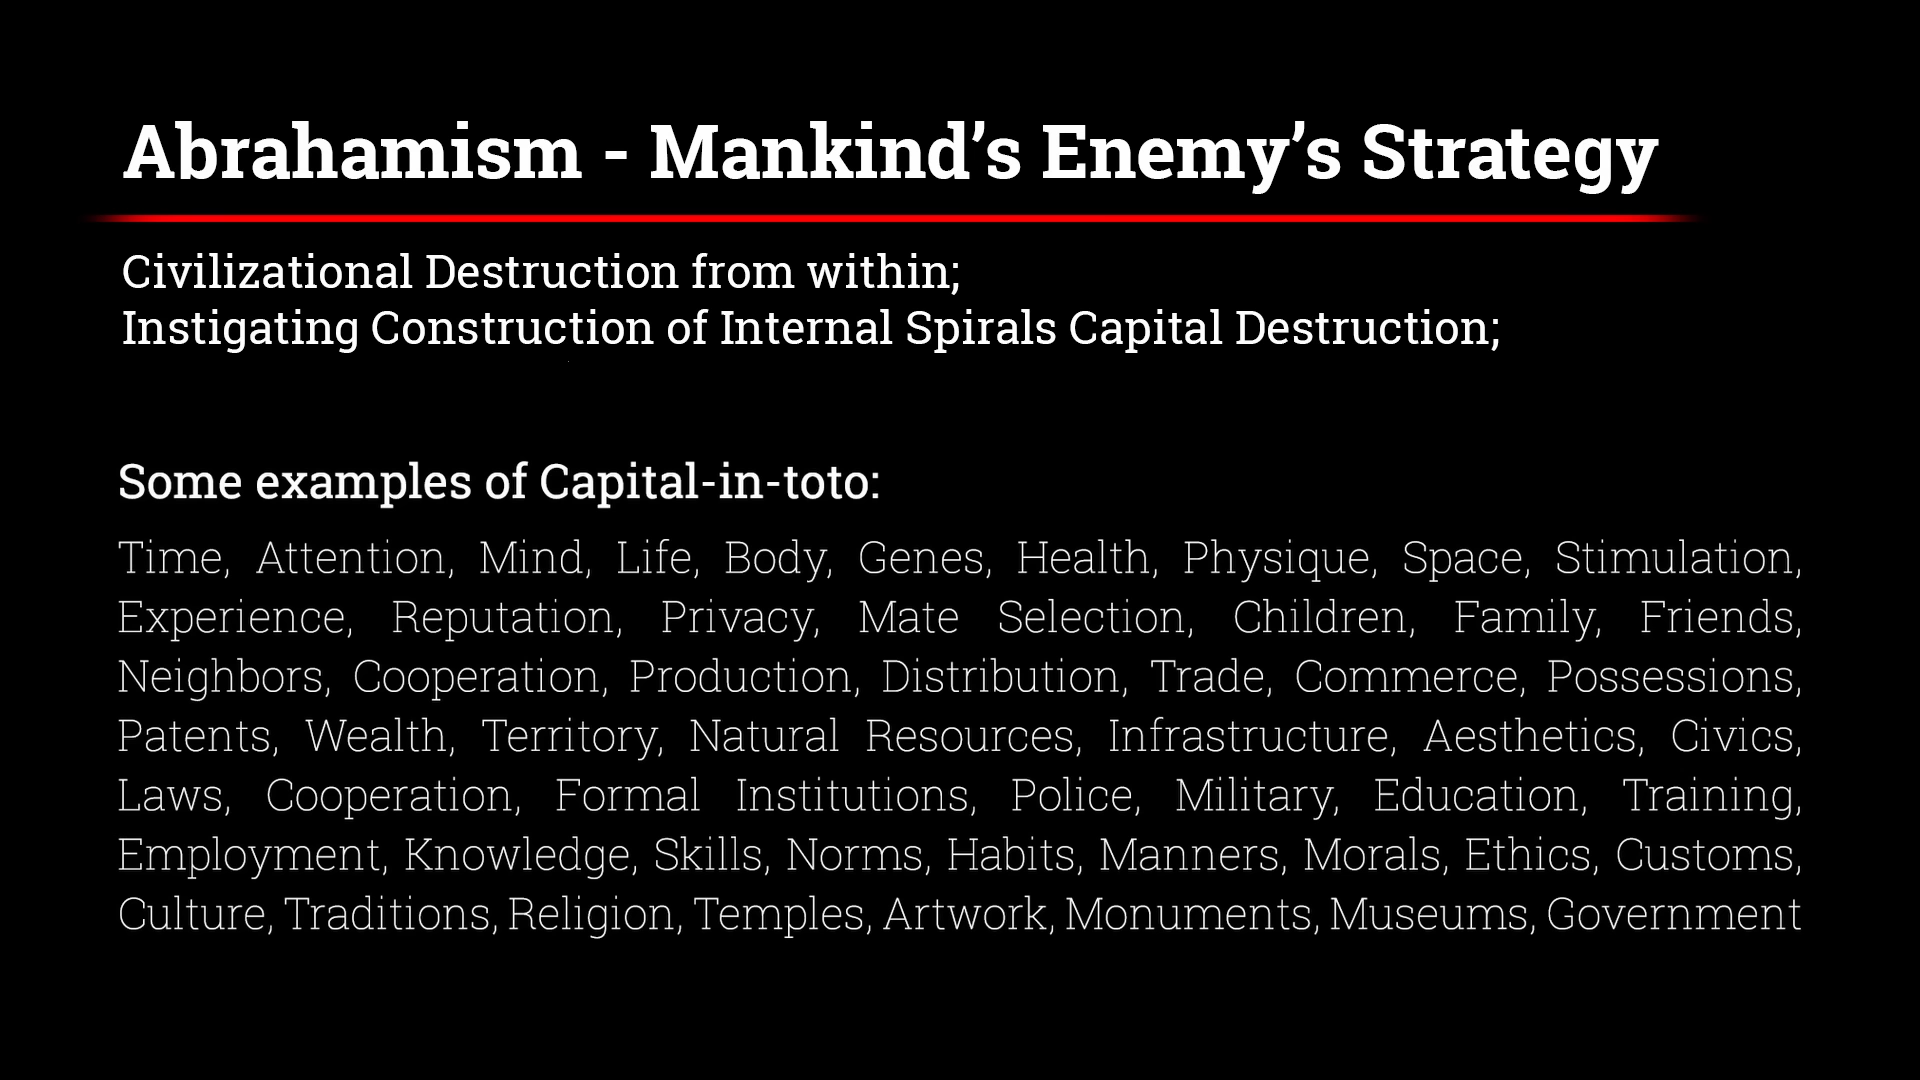 Abrahamism - Mankind’s Enemy’s Strategy
Civilizational Destruction from within;
Instigating Construction of Internal Spirals Capital Destruction;
Some examples of Capital-in-toto:
Time, Attention, Mind, Life, Body, Genes, Health, Physique, Space, Stimulation,
Experience, Reputation, Privacy, Mate Selection, Children, Family, Friends,
Neighbors, Cooperation, Production, Distribution, Trade, Commerce, Possessions,
Patents, Wealth, Territory, Natural Resources, Infrastructure, Aesthetics, Civics,
Laws, Cooperation, Formal Institutions, Police, Military, Education, Training,
Employment, Knowledge, Skills, Norms, Habits, Manners, Morals, Ethics, Customs,
Culture, Traditions, Religion, Temples, Artwork, Monuments, Museums, Government